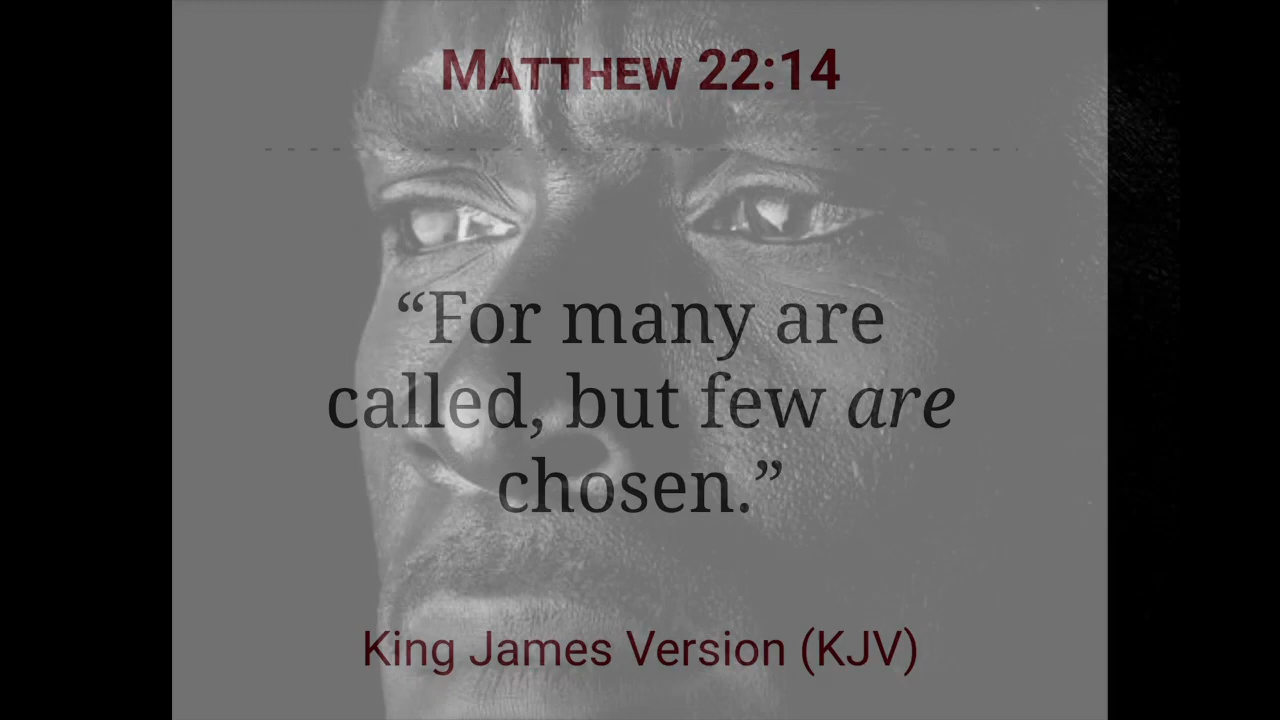 MATTHEW 22:14
“For many are
called, but few are
chosen.”
King James Version (KJV)